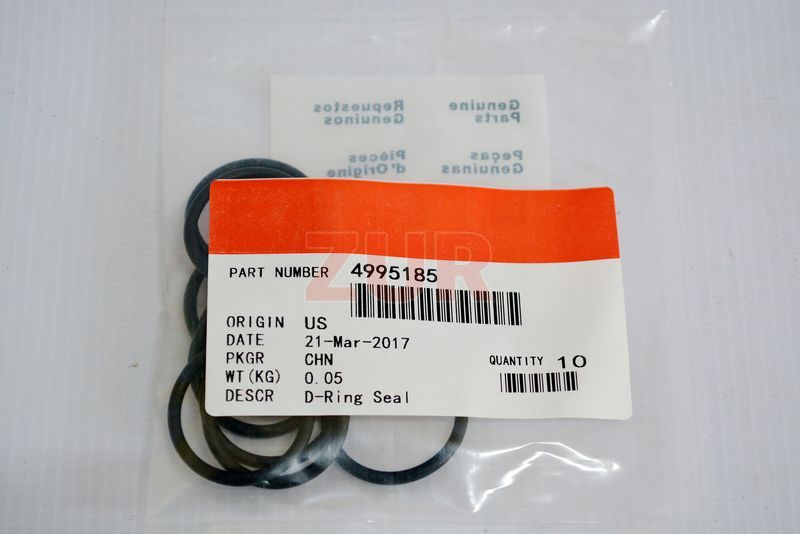 Genuine Parts
Repuestos Genuinos
Peças Genuinas
Pièces d'Origine
ZUR
PART NUMBER 4995185
ORIGIN US
DATE 21-Mar-2017
PKGR CHN
QUANTITY 10
WT(KG) 0.05
DESCR D-Ring Seal